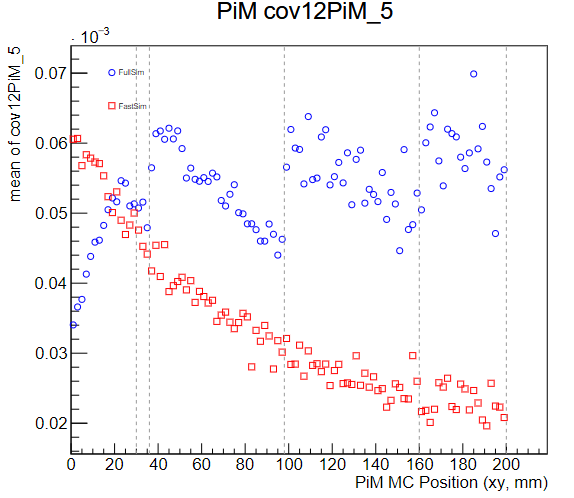 PiM cov12PiM_5
· 10⁻³
mean of cov12PiM_5
0.07
0.06
0.05
0.04
0.03
0.02
FullSim
FastSim
0 20 40 60 80 100 120 140 160 180 200
PiM MC Position (xy, mm)